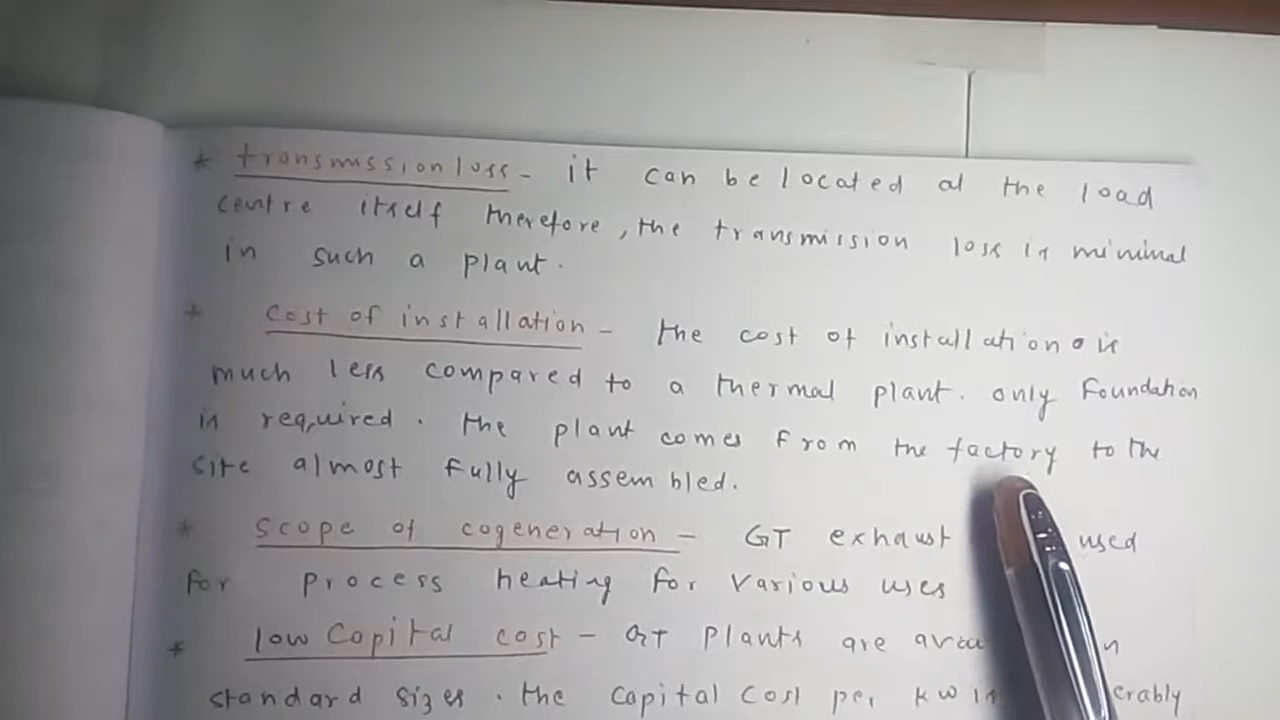 * transmission loss - it can be located at the load
centre itself therefore, the transmission loss is minimal
in such a plant.
* Cost of installation - the cost of installation is
much less compared to a thermal plant. only Foundation
is required. the plant comes from the factory to the
site almost fully assembled.
* Scope of cogeneration - GT exhaust used
for process heating for various uses
* low Capital cost - GT Plants are
standard sizes. the capital cost per kw is